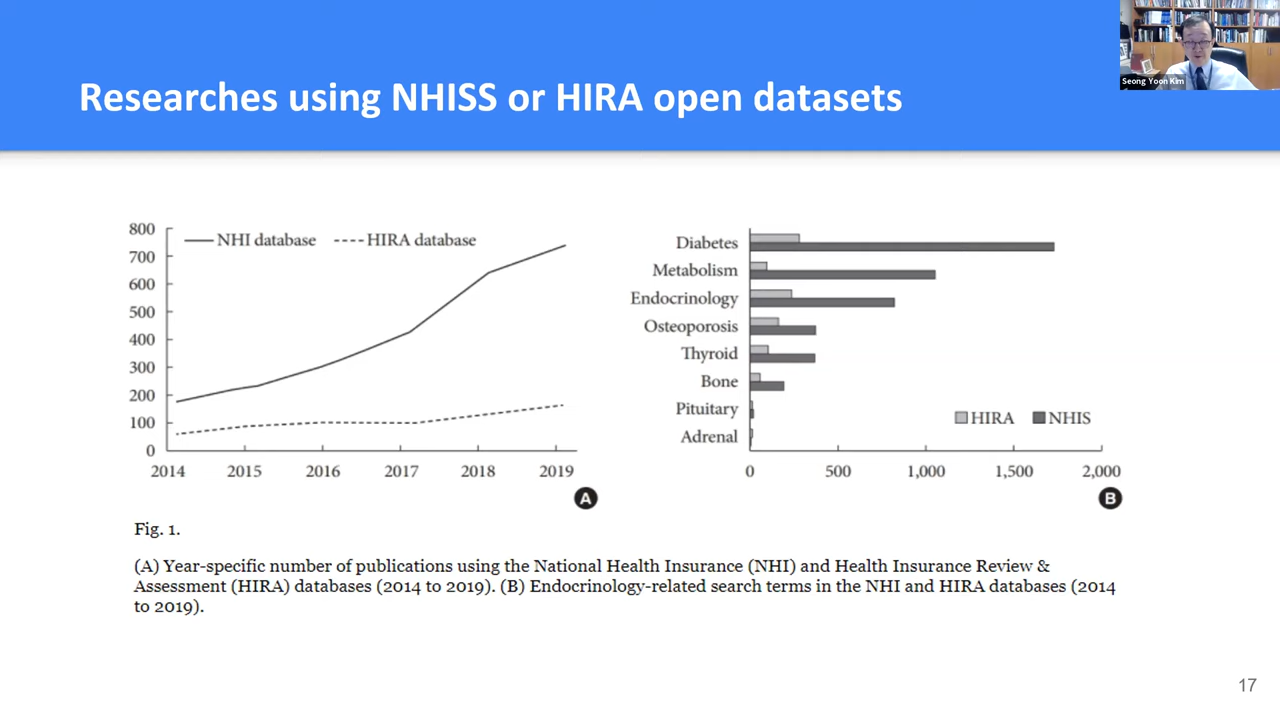 Seong Yoon Kim
Researches using NHISS or HIRA open datasets
NHI database
HIRA database
800
700
600
500
400
300
200
100
0
2014
2015
2016
2017
2018
2019
A
Diabetes
Metabolism
Endocrinology
Osteoporosis
Thyroid
Bone
Pituitary
Adrenal
HIRA
NHIS
0
500
1,000
1,500
2,000
B
Fig. 1.
(A) Year-specific number of publications using the National Health Insurance (NHI) and Health Insurance Review &
Assessment (HIRA) databases (2014 to 2019). (B) Endocrinology-related search terms in the NHI and HIRA databases (2014
to 2019).
17